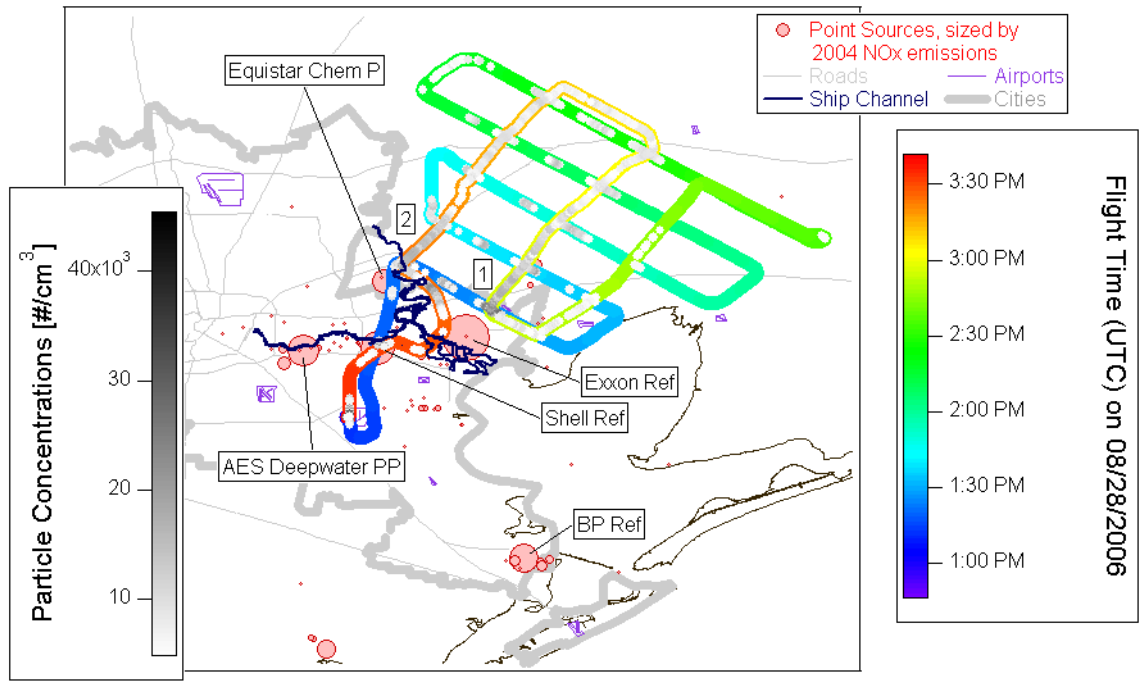 Point Sources, sized by
2004 NOx emissions
Roads
Airports
Ship Channel
Cities
Equistar Chem P
2
1
Exxon Ref
Shell Ref
AES Deepwater PP
BP Ref
Particle Concentrations [#/cm3]
40x103
30
20
10
3:30 PM
3:00 PM
2:30 PM
2:00 PM
1:30 PM
1:00 PM
Flight Time (UTC) on 08/28/2006